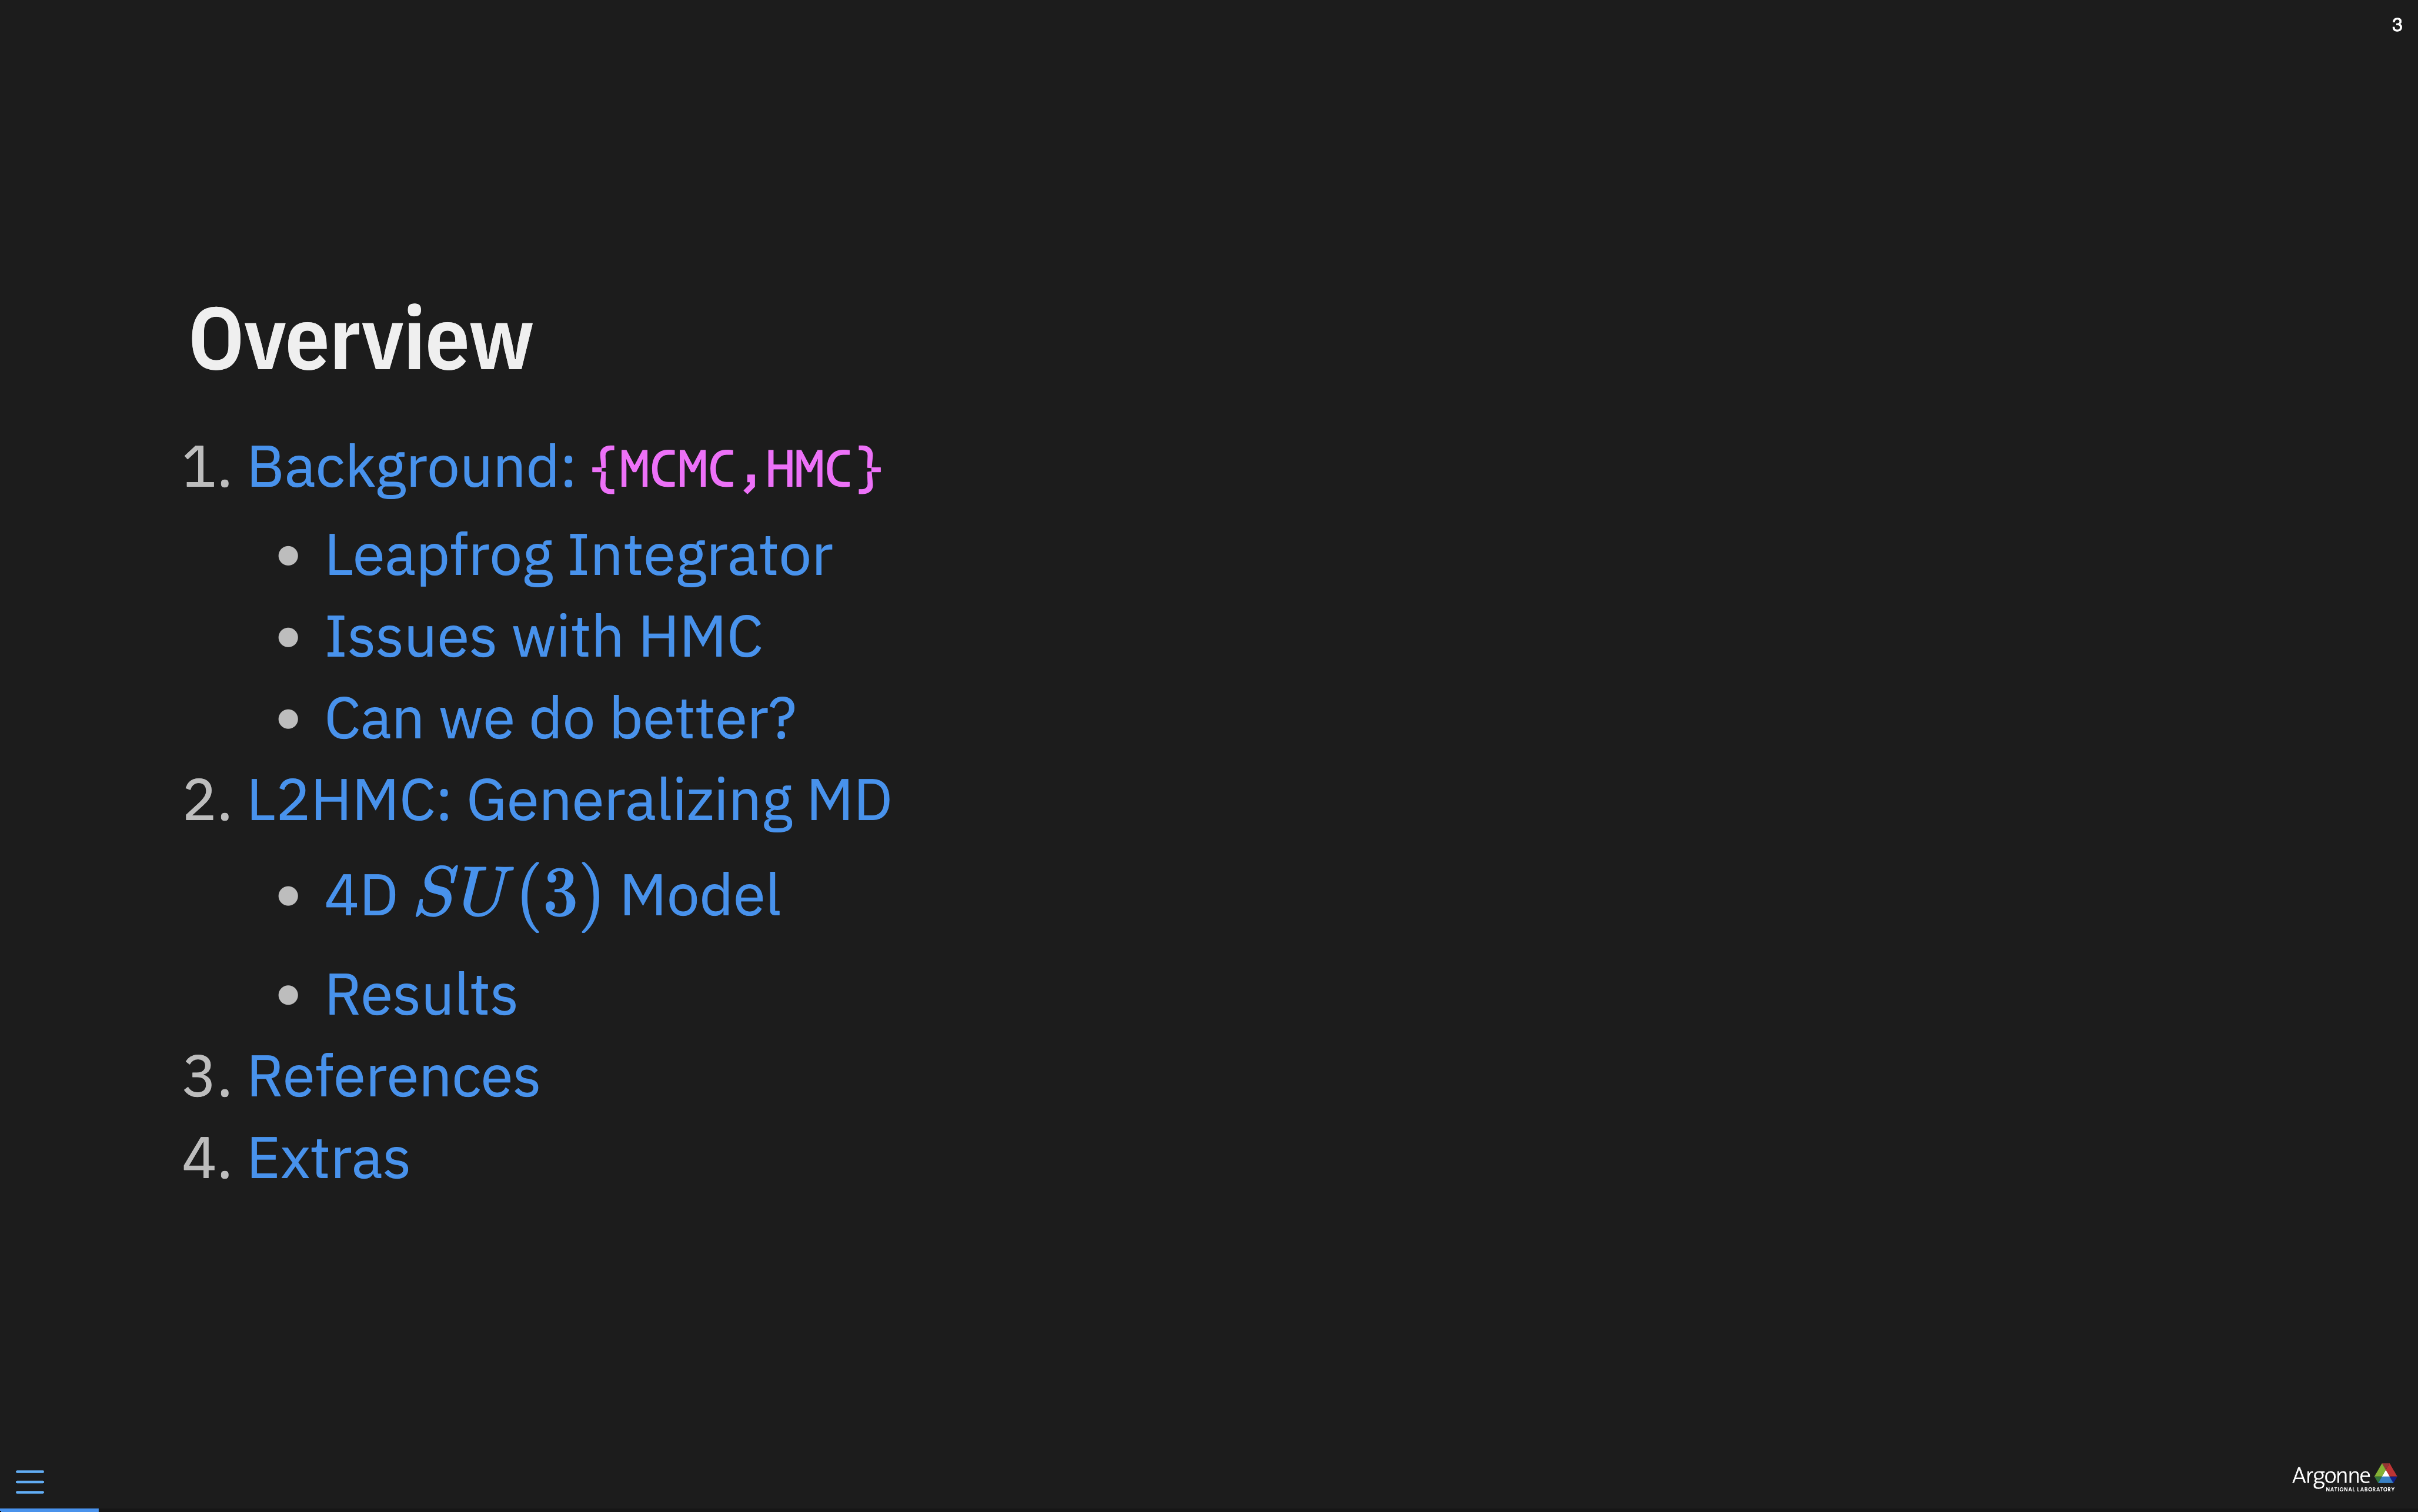 3
Overview
1. Background: {MCMC,HMC}
• Leapfrog Integrator
• Issues with HMC
• Can we do better?
2. L2HMC: Generalizing MD
• 4D SU(3) Model
• Results
3. References
4. Extras
Argonne
NATIONAL LABORATORY